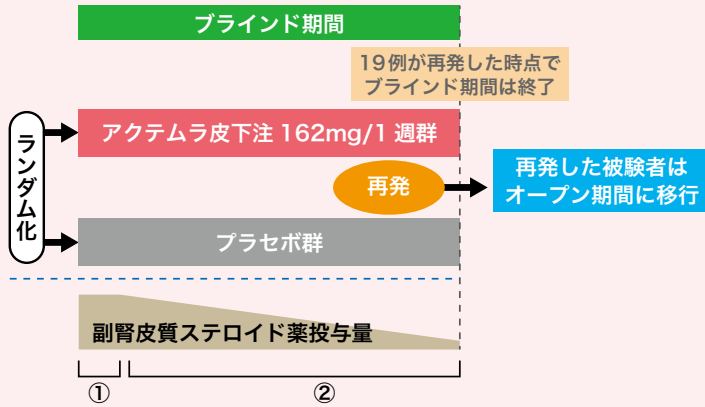 ブラインド期間
19例が再発した時点で
ブラインド期間は終了
ランダム化
アクテムラ皮下注 162mg/1 週群
再発
再発した被験者は
オープン期間に移行
プラセボ群
副腎皮質ステロイド薬投与量
①
②